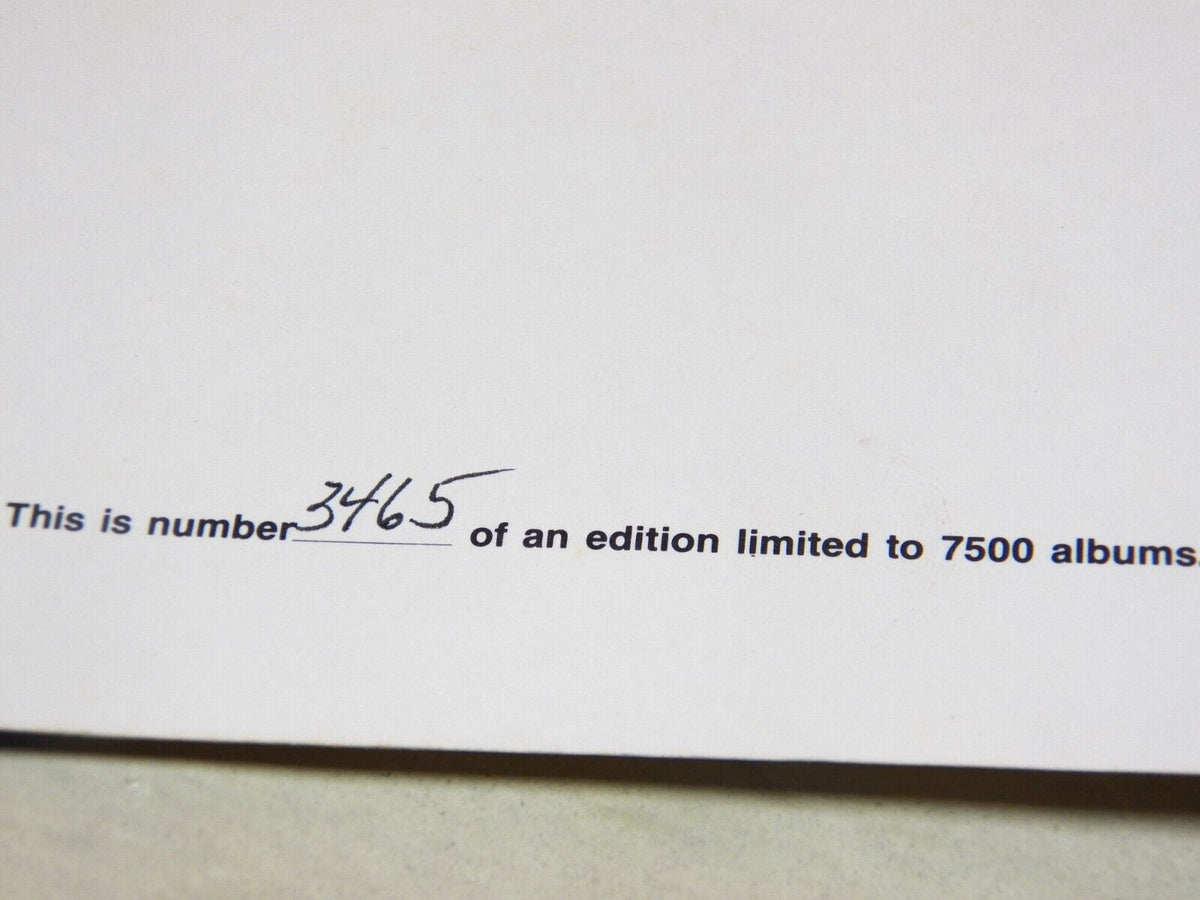 This is number 3465 of an edition limited to 7500 albums.